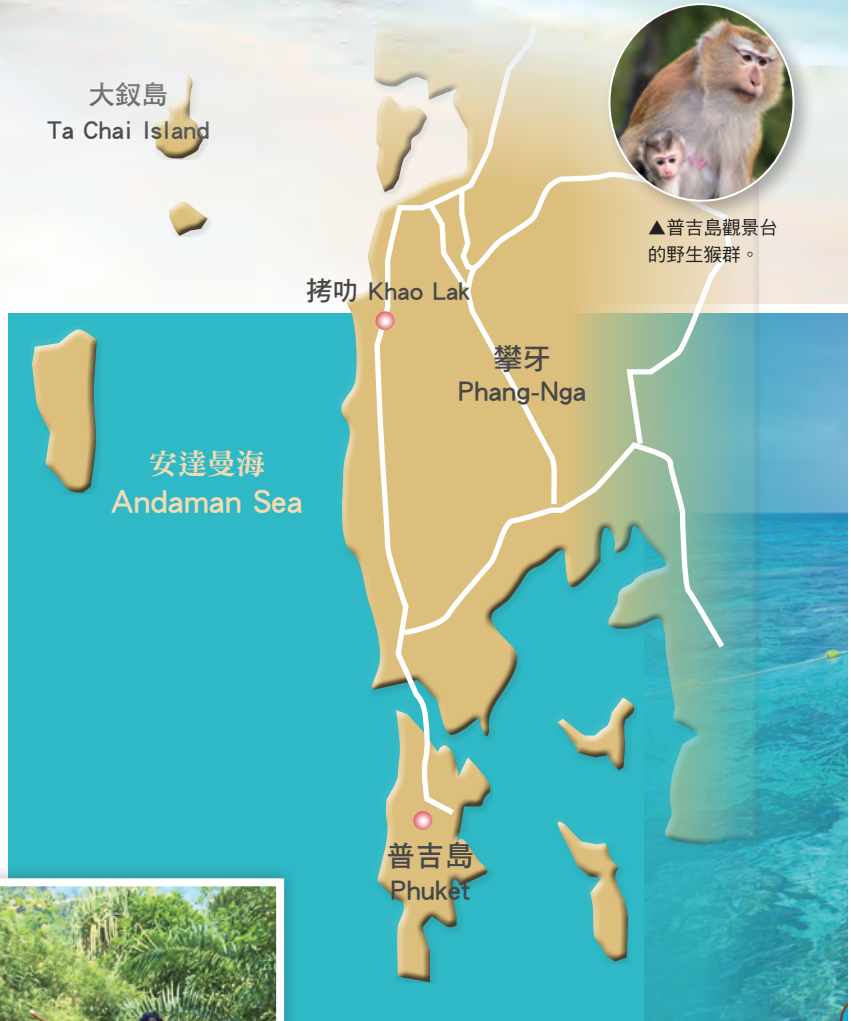 大釵島
Ta Chai Island
▲普吉島觀景台
的野生猴群。
拷叻 Khao Lak
攀牙
Phang-Nga
安達曼海
Andaman Sea
普吉島
Phuket